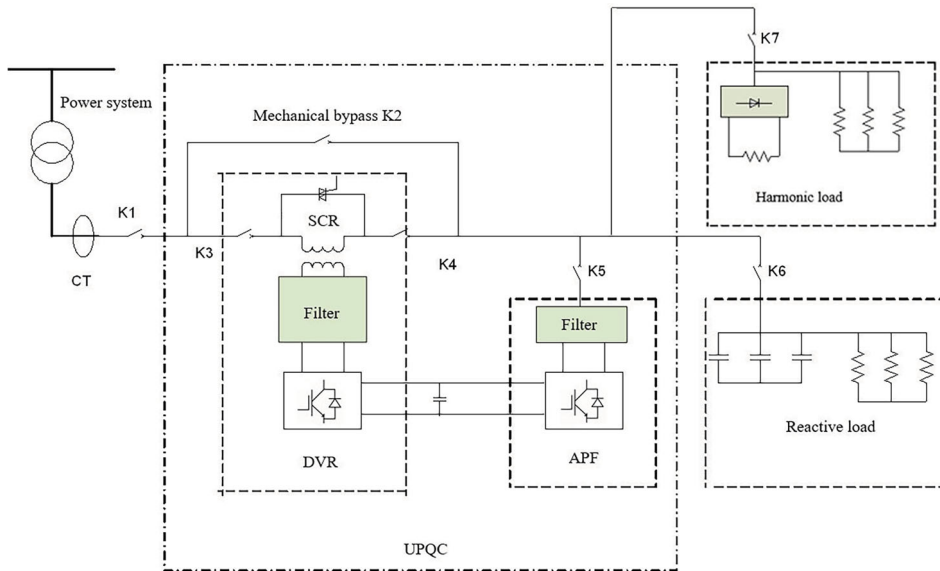 K7
Power system
Mechanical bypass K2
Harmonic load
SCR
K1
K3
K4
K5
K6
CT
Filter
Filter
Reactive load
DVR
APF
UPQC